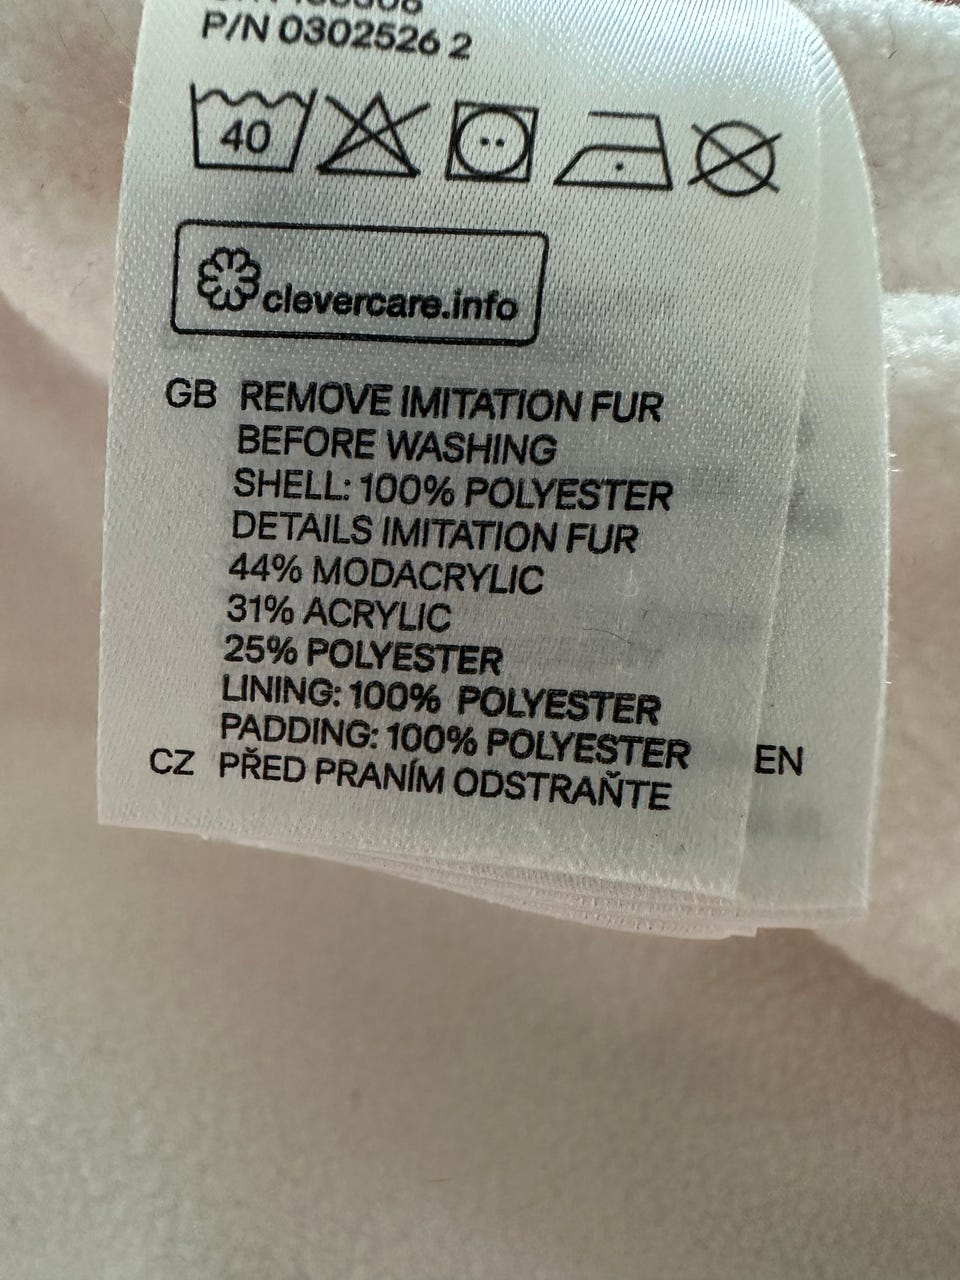 P/N 0302526 2
40
clevercare.info
GB REMOVE IMITATION FUR
BEFORE WASHING
SHELL: 100% POLYESTER
DETAILS IMITATION FUR
44% MODACRYLIC
31% ACRYLIC
25% POLYESTER
LINING: 100% POLYESTER
PADDING: 100% POLYESTER
CZ PŘED PRANÍM ODSTRAŇTE
EN